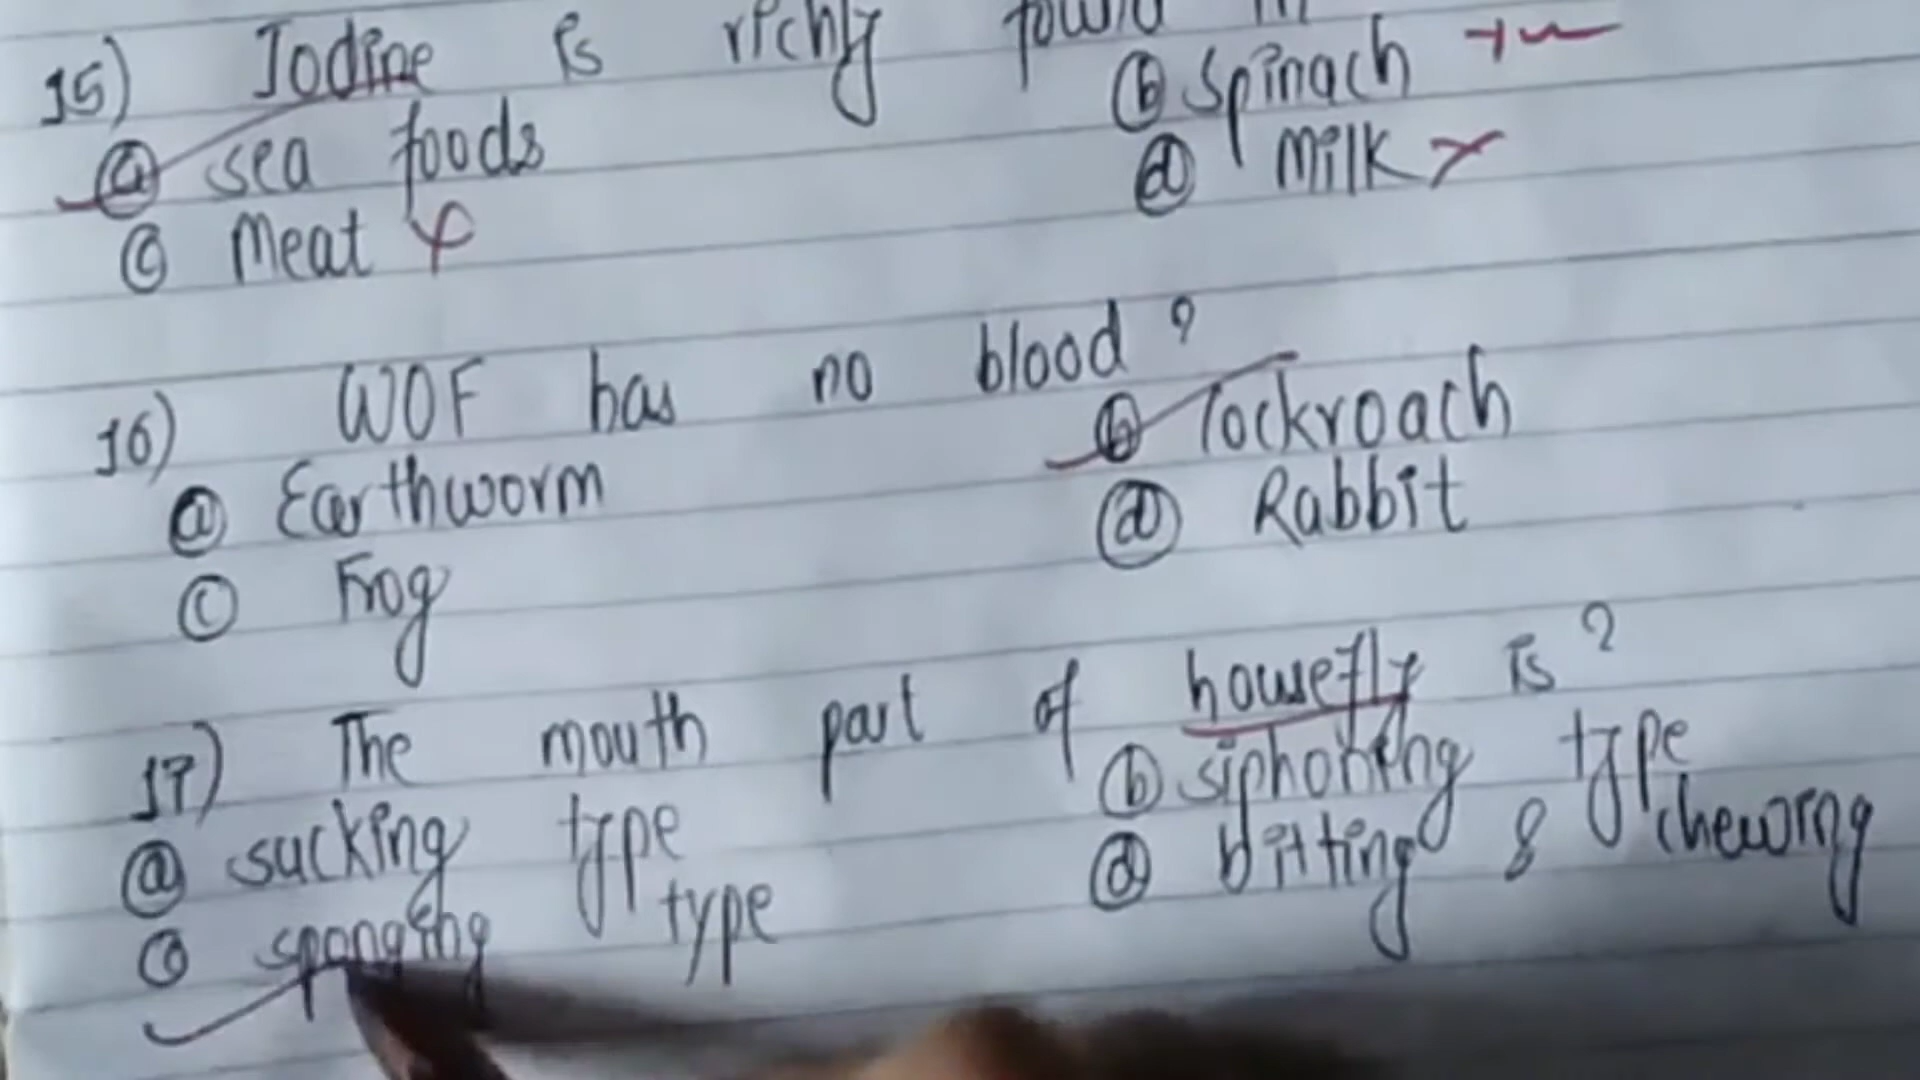 15) Iodine is richly found in
ⓐ sea foods ⓑ Spinach
ⓒ Meat ⓓ Milk
16) WOF has no blood?
ⓐ Earthworm ⓑ Cockroach
ⓒ Frog ⓓ Rabbit
17) The mouth part of housefly is?
ⓐ sucking type ⓑ siphoning type
ⓒ sponging type ⓓ bitting & chewing